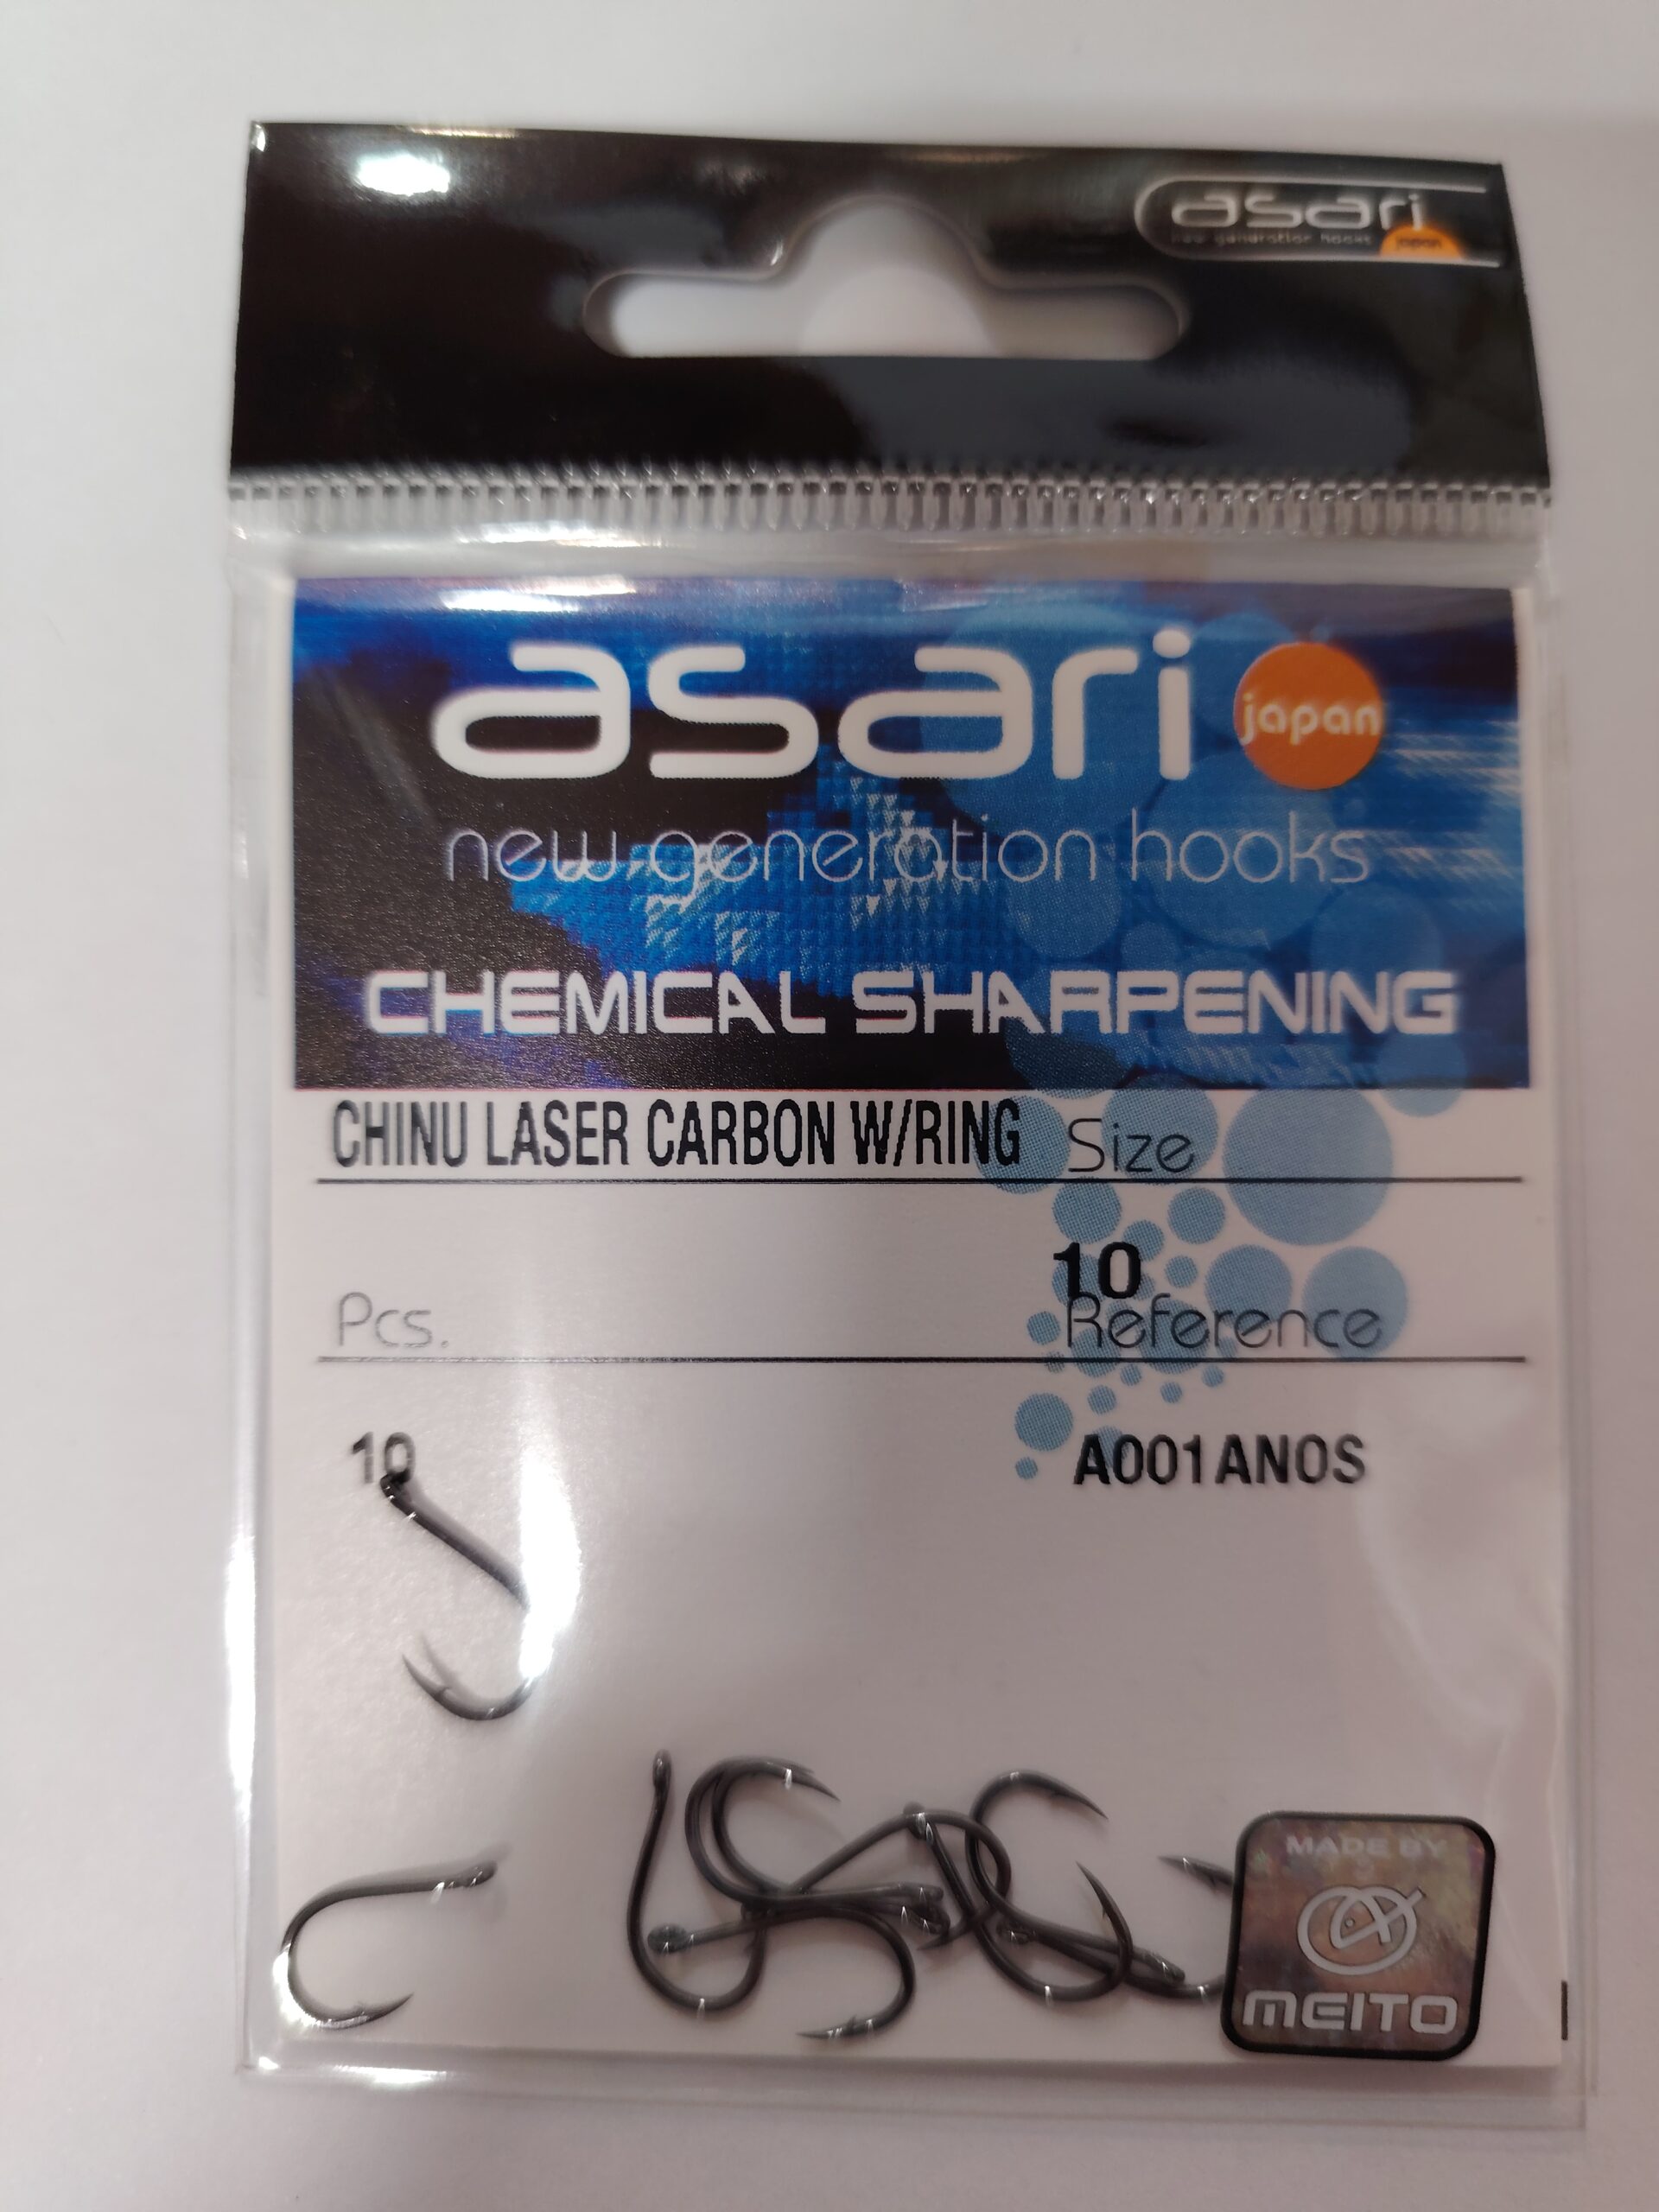 asari
new generation hooks
japan
asari
japan
new generation hooks
CHEMICAL SHARPENING
CHINU LASER CARBON W/RING Size
10
Pcs. Reference
10 A001ANOS
MADE BY
MEITO